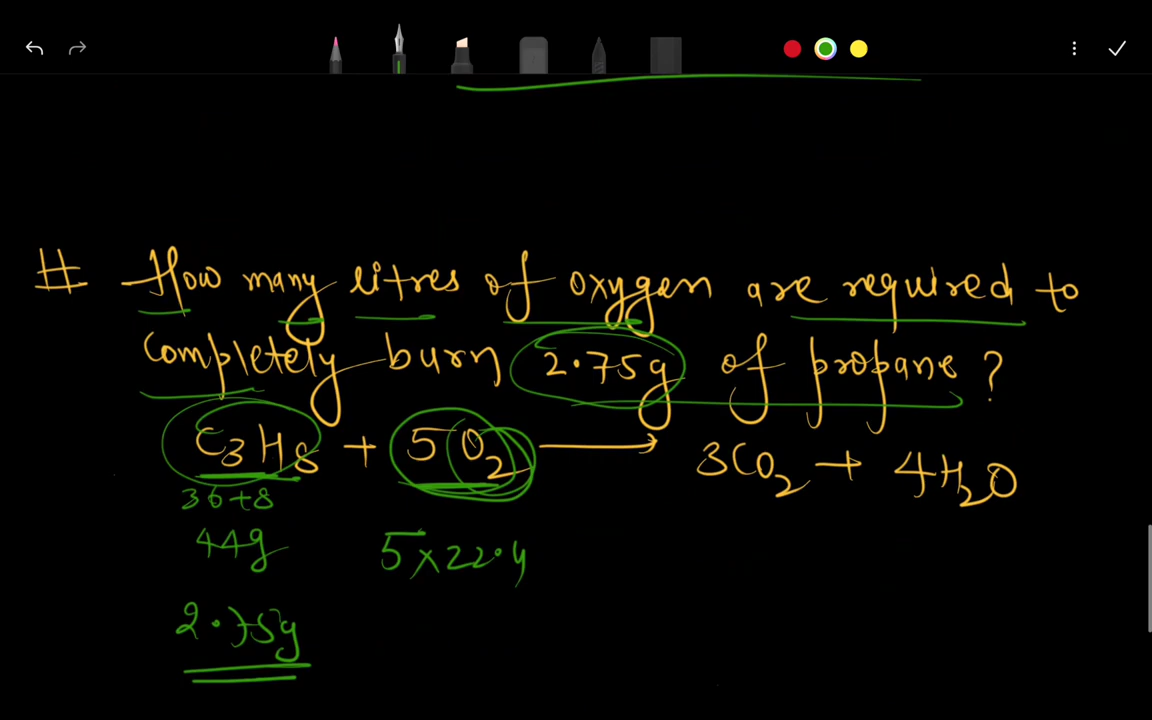 # How many litres of oxygen are required to
completely burn 2.75g of propane?
C3H8 + 5O2 → 3CO2 + 4H2O
36+8
44g 5×22.4
2.75g